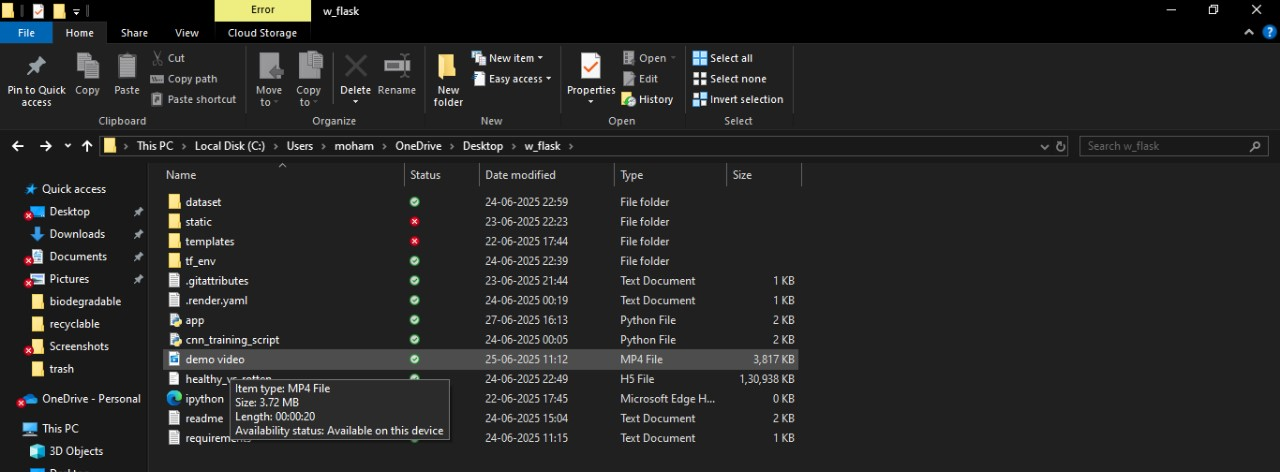 Error
w_flask
File
Home
Share
View
Cloud Storage
Pin to Quick access
Copy
Paste
Cut
Copy path
Paste shortcut
Clipboard
Move to
Copy to
Delete
Rename
Organize
New folder
New item
Easy access
New
Properties
Open
Edit
History
Open
Select all
Select none
Invert selection
Select
This PC > Local Disk (C:) > Users > moham > OneDrive > Desktop > w_flask >
Search w_flask
Quick access
Desktop
Downloads
Documents
Pictures
biodegradable
recyclable
Screenshots
trash
OneDrive - Personal
This PC
3D Objects
Name Status Date modified Type Size
dataset 24-06-2025 22:59 File folder
static 23-06-2025 22:23 File folder
templates 22-06-2025 17:44 File folder
tf_env 24-06-2025 22:39 File folder
.gitattributes 23-06-2025 21:44 Text Document 1 KB
.render.yaml 24-06-2025 00:19 Text Document 1 KB
app 27-06-2025 16:13 Python File 2 KB
cnn_training_script 24-06-2025 00:05 Python File 2 KB
demo video 25-06-2025 11:12 MP4 File 3,817 KB
healthy_vs_rotten 24-06-2025 22:49 H5 File 1,30,938 KB
ipython 22-06-2025 17:45 Microsoft Edge H... 0 KB
readme 24-06-2025 15:04 Text Document 2 KB
requirements 24-06-2025 11:15 Text Document 1 KB
Item type: MP4 File
Size: 3.72 MB
Length: 00:00:20
Availability status: Available on this device